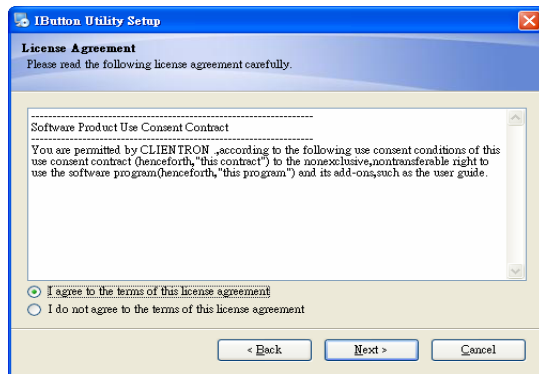 IButton Utility Setup
License Agreement
Please read the following license agreement carefully.
----------------------------------------------------------------
Software Product Use Consent Contract
----------------------------------------------------------------
You are permitted by CLIENTRON .,according to the following use consent conditions of this
use consent contract (henceforth,"this contract") to the nonexclusive,nontransferable right to
use the software program(henceforth,"this program") and its add-ons,such as the user guide.
I agree to the terms of this license agreement
I do not agree to the terms of this license agreement
< Back
Next >
Cancel